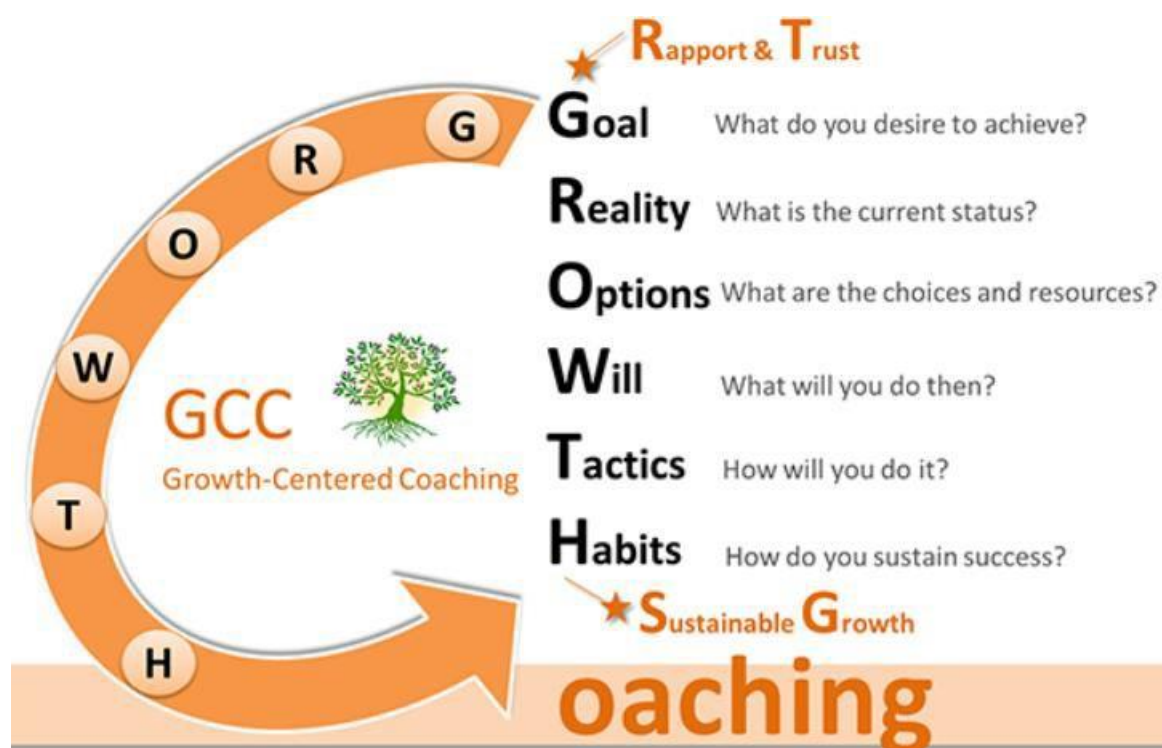 Rapport & Trust
G
Goal What do you desire to achieve?
R
Reality What is the current status?
O
Options What are the choices and resources?
W
Will What will you do then?
GCC
Growth-Centered Coaching
T
Tactics How will you do it?
Habits How do you sustain success?
Sustainable Growth
H
oaching